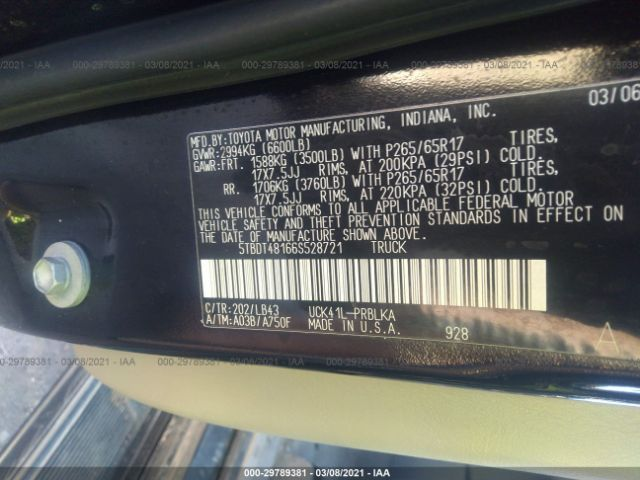 000-29789381 - 03/08/2021 - IAA
03/06
MFD.BY:TOYOTA MOTOR MANUFACTURING, INDIANA, INC.
GVWR:2994KG (6600LB)
GAWR:FRT. 1588KG (3500LB) WITH P265/65R17 TIRES,
17X7.5JJ RIMS, AT 200KPA (29PSI) COLD.
RR. 1706KG (3760LB) WITH P265/65R17 TIRES,
17X7.5JJ RIMS, AT 220KPA (32PSI) COLD.
THIS VEHICLE CONFORMS TO ALL APPLICABLE FEDERAL MOTOR
VEHICLE SAFETY AND THEFT PREVENTION STANDARDS IN EFFECT ON
THE DATE OF MANUFACTURE SHOWN ABOVE.
5TBDT48166S528721 TRUCK
C/TR:202/LB43 UCK41L-PRBLKA
A/TM:A03B/A750F MADE IN U.S.A. 928 A
000-29789381 - 03/08/2021 - IAA